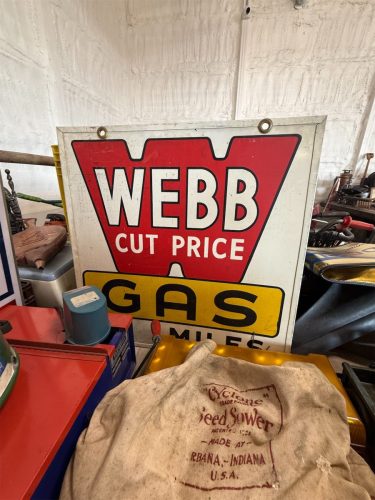 WEBB
CUT PRICE
GAS
MILES
"Cyclone"
Seed Sower
- MADE AT -
RBANA, - INDIANA
U.S.A.